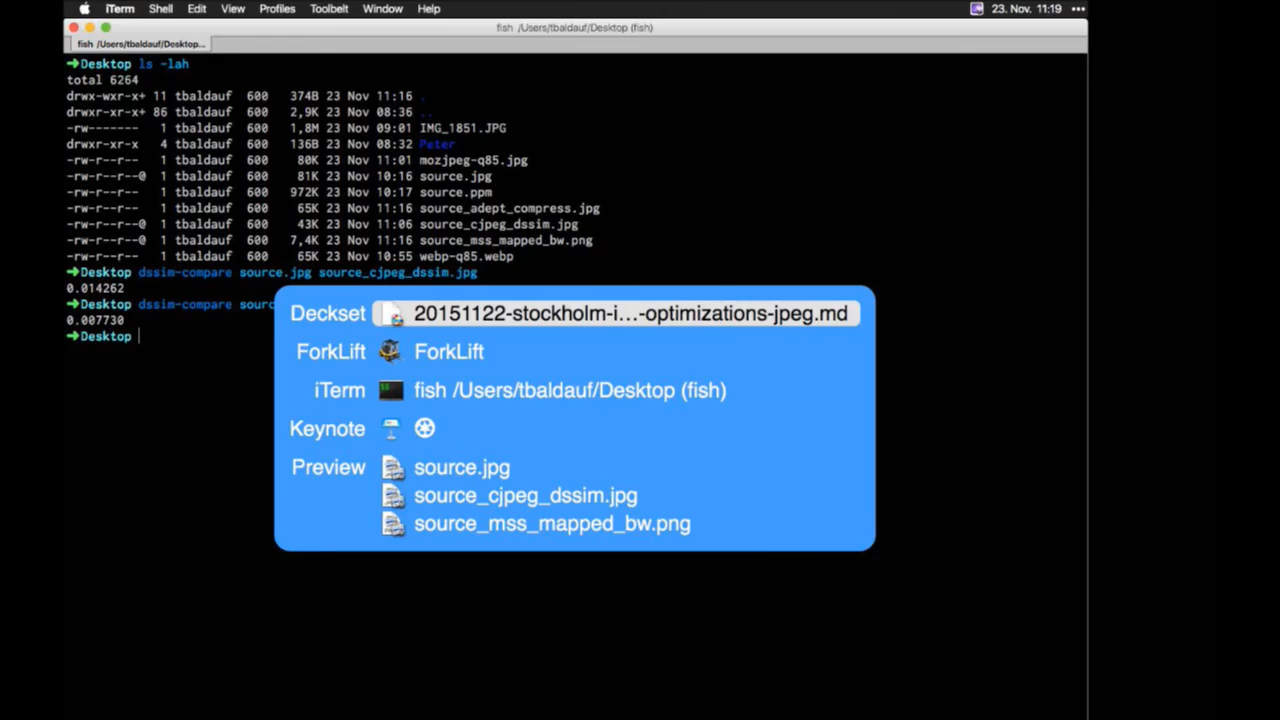 iTerm Shell Edit View Profiles Toolbelt Window Help 23. Nov. 11:19 •••
fish /Users/tbaldauf/Desktop (fish)
fish /Users/tbaldauf/Desktop...
➜Desktop ls -lah
total 6264
drwx-wxr-x+ 11 tbaldauf 600 374B 23 Nov 11:16 .
drwxr-xr-x+ 86 tbaldauf 600 2,9K 23 Nov 08:36 ..
-rw------- 1 tbaldauf 600 1,8M 23 Nov 09:01 IMG_1851.JPG
drwxr-xr-x 4 tbaldauf 600 136B 23 Nov 08:32 Peter
-rw-r--r-- 1 tbaldauf 600 80K 23 Nov 11:01 mozjpeg-q85.jpg
-rw-r--r--@ 1 tbaldauf 600 81K 23 Nov 10:16 source.jpg
-rw-r--r-- 1 tbaldauf 600 972K 23 Nov 10:17 source.ppm
-rw-r--r-- 1 tbaldauf 600 65K 23 Nov 11:16 source_adept_compress.jpg
-rw-r--r--@ 1 tbaldauf 600 43K 23 Nov 11:06 source_cjpeg_dssim.jpg
-rw-r--r--@ 1 tbaldauf 600 7,4K 23 Nov 11:16 source_mss_mapped_bw.png
-rw-r--r-- 1 tbaldauf 600 65K 23 Nov 10:55 webp-q85.webp
➜Desktop dssim-compare source.jpg source_cjpeg_dssim.jpg
0.014262
➜Desktop dssim-compare sourc
0.007730
➜Desktop
Deckset 20151122-stockholm-i...-optimizations-jpeg.md
ForkLift ForkLift
iTerm fish /Users/tbaldauf/Desktop (fish)
Keynote
Preview source.jpg
source_cjpeg_dssim.jpg
source_mss_mapped_bw.png